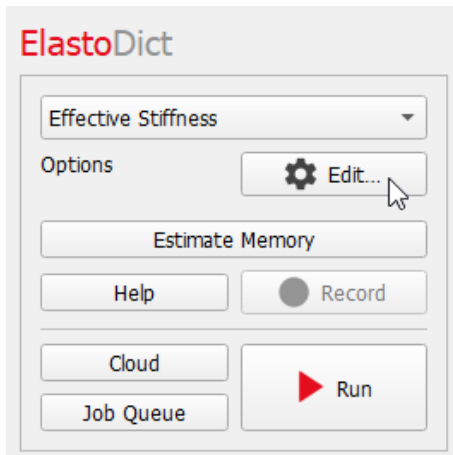 ElastoDict
Effective Stiffness
Options
Edit...
Estimate Memory
Help
Record
Cloud
Run
Job Queue